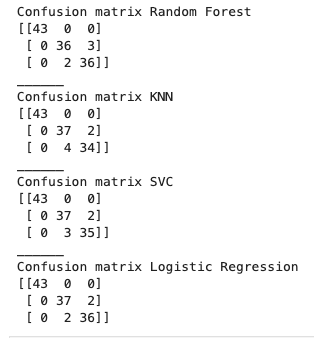 Confusion matrix Random Forest
[[43  0  0]
 [ 0 36  3]
 [ 0  2 36]]
______
Confusion matrix KNN
[[43  0  0]
 [ 0 37  2]
 [ 0  4 34]]
______
Confusion matrix SVC
[[43  0  0]
 [ 0 37  2]
 [ 0  3 35]]
______
Confusion matrix Logistic Regression
[[43  0  0]
 [ 0 37  2]
 [ 0  2 36]]